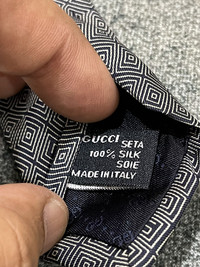 GUCCI SETA
100% SILK
SOIE
MADE IN ITALY